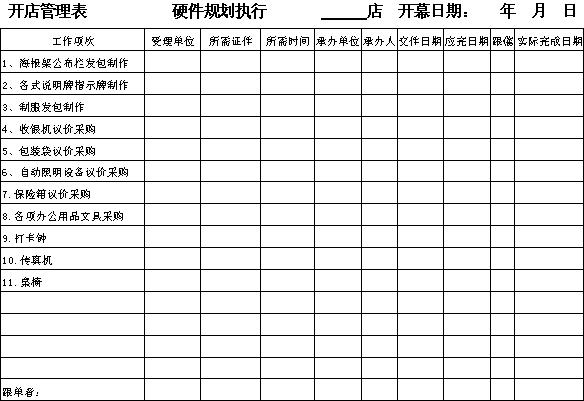 开店管理表 硬件规划执行 _____店 开幕日期： 年 月 日
工作项次 受理单位 所需证件 所需时间 承办单位 承办人 交件日期 应完日期 跟催 实际完成日期
1、海报架公布栏发包制作
2、各式说明牌指示牌制作
3、制服发包制作
4、收银机议价采购
5、包装袋议价采购
6、自动照明设备议价采购
7.保险箱议价采购
8.各项办公用品文具采购
9.打卡钟
10.传真机
11.桌椅
跟单者：